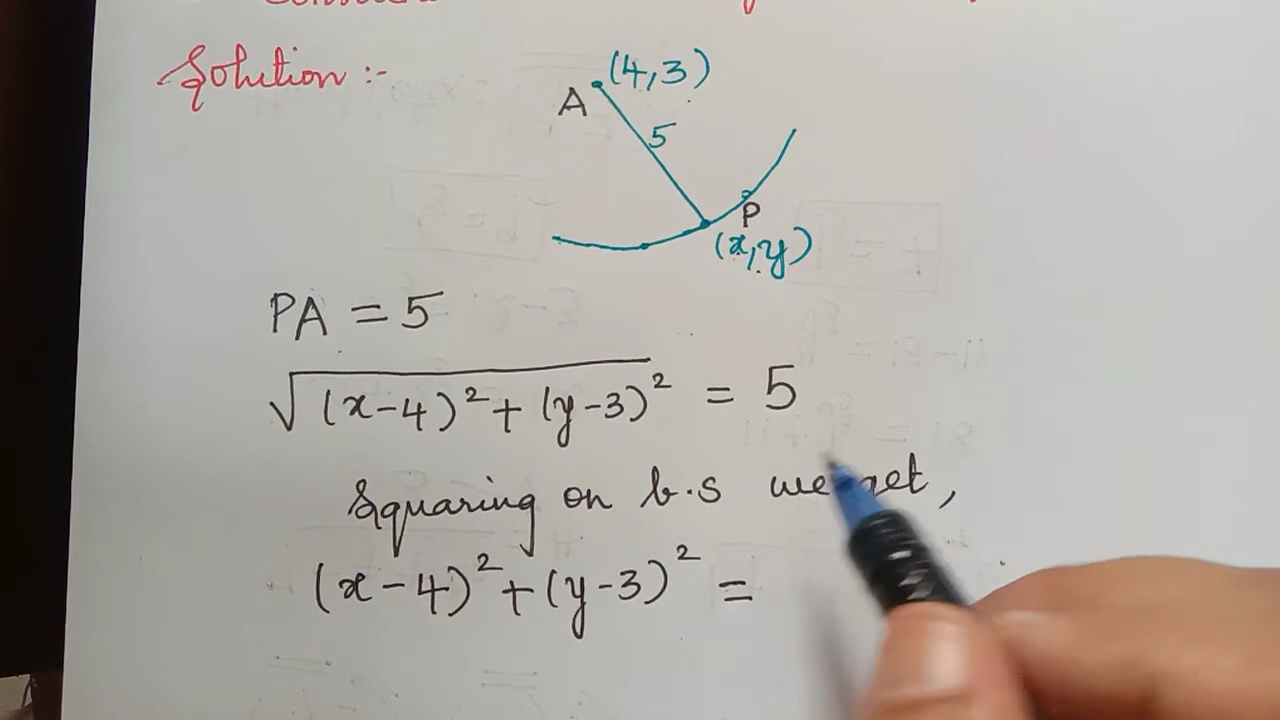 Solution :-
(4,3)
A
5
P
(x,y)
PA = 5
√(x-4)² + (y-3)² = 5
Squaring on b.s we get,
(x-4)² + (y-3)² =